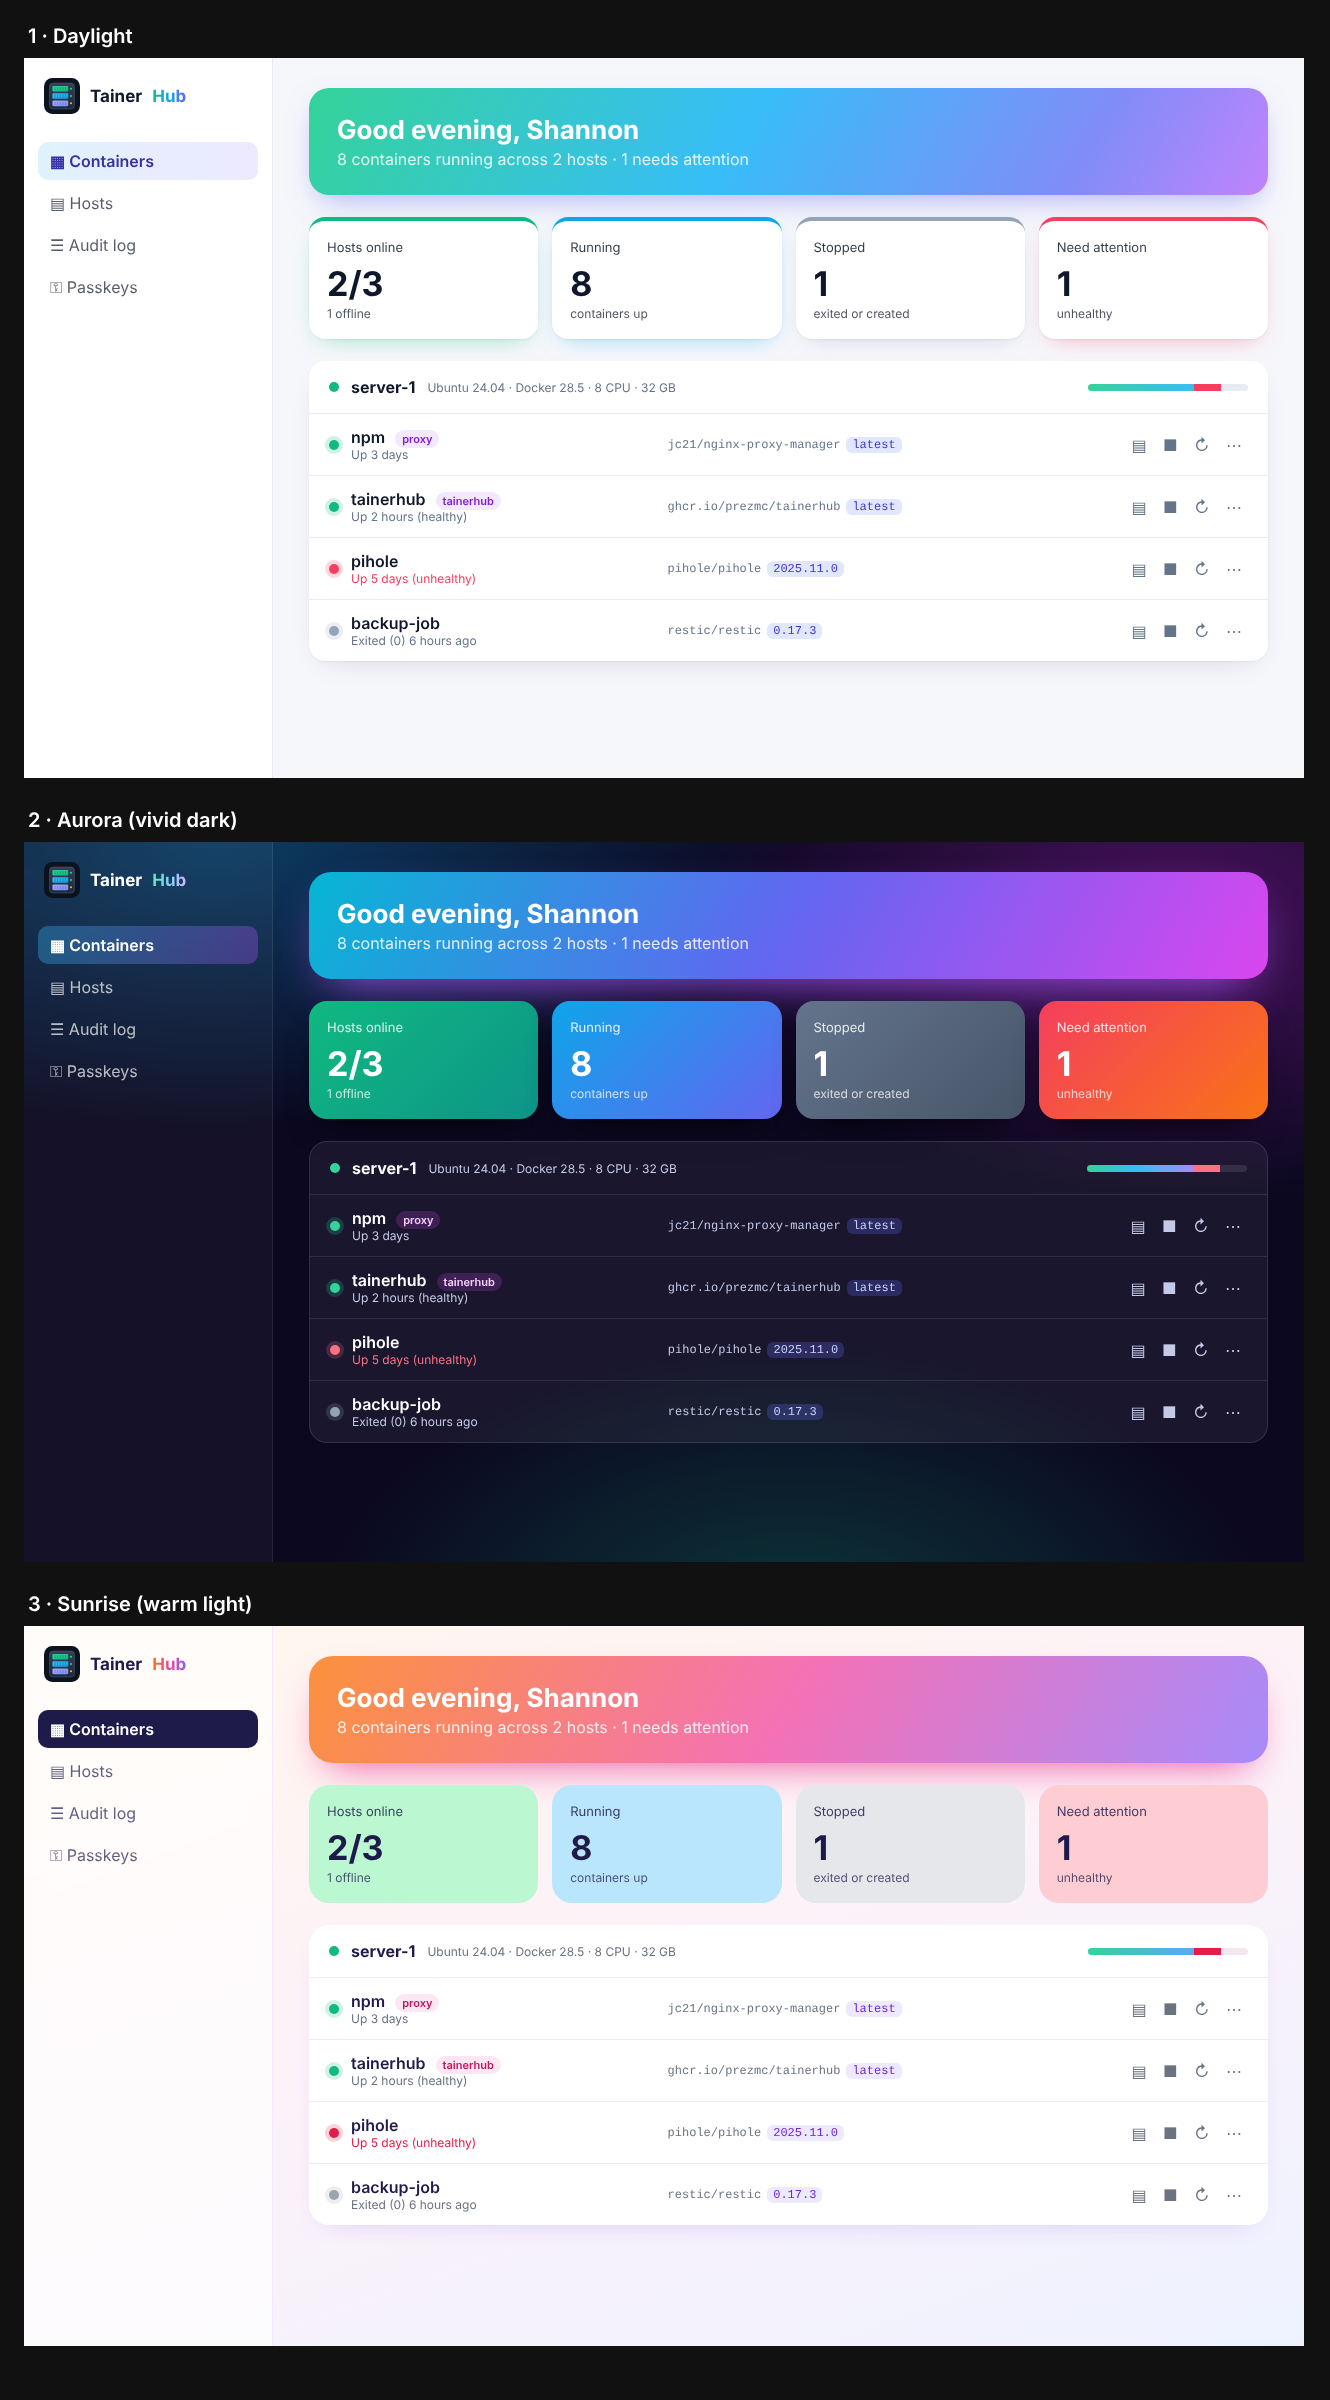 1 · Daylight
Tainer Hub
Containers
Hosts
Audit log
Passkeys
Good evening, Shannon
8 containers running across 2 hosts · 1 needs attention
Hosts online
2/3
1 offline
Running
8
containers up
Stopped
1
exited or created
Need attention
1
unhealthy
server-1 Ubuntu 24.04 · Docker 28.5 · 8 CPU · 32 GB
npm proxy
Up 3 days
jc21/nginx-proxy-manager latest
tainerhub tainerhub
Up 2 hours (healthy)
ghcr.io/prezmc/tainerhub latest
pihole
Up 5 days (unhealthy)
pihole/pihole 2025.11.0
backup-job
Exited (0) 6 hours ago
restic/restic 0.17.3
2 · Aurora (vivid dark)
Tainer Hub
Containers
Hosts
Audit log
Passkeys
Good evening, Shannon
8 containers running across 2 hosts · 1 needs attention
Hosts online
2/3
1 offline
Running
8
containers up
Stopped
1
exited or created
Need attention
1
unhealthy
server-1 Ubuntu 24.04 · Docker 28.5 · 8 CPU · 32 GB
npm proxy
Up 3 days
jc21/nginx-proxy-manager latest
tainerhub tainerhub
Up 2 hours (healthy)
ghcr.io/prezmc/tainerhub latest
pihole
Up 5 days (unhealthy)
pihole/pihole 2025.11.0
backup-job
Exited (0) 6 hours ago
restic/restic 0.17.3
3 · Sunrise (warm light)
Tainer Hub
Containers
Hosts
Audit log
Passkeys
Good evening, Shannon
8 containers running across 2 hosts · 1 needs attention
Hosts online
2/3
1 offline
Running
8
containers up
Stopped
1
exited or created
Need attention
1
unhealthy
server-1 Ubuntu 24.04 · Docker 28.5 · 8 CPU · 32 GB
npm proxy
Up 3 days
jc21/nginx-proxy-manager latest
tainerhub tainerhub
Up 2 hours (healthy)
ghcr.io/prezmc/tainerhub latest
pihole
Up 5 days (unhealthy)
pihole/pihole 2025.11.0
backup-job
Exited (0) 6 hours ago
restic/restic 0.17.3